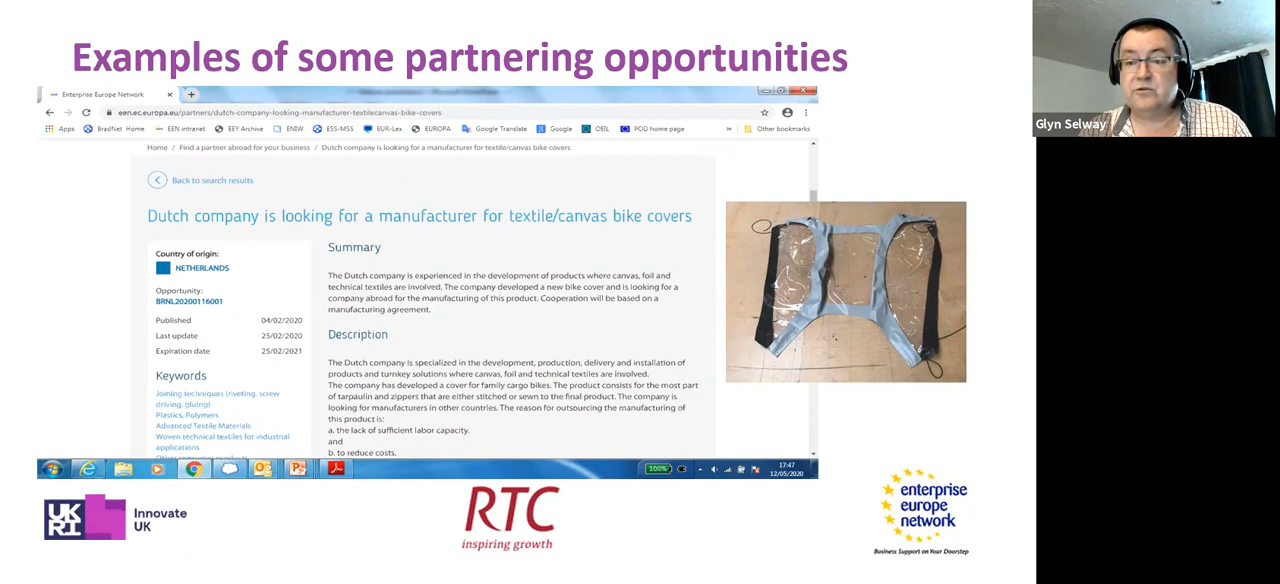 Examples of some partnering opportunities
Glyn Selway
Enterprise Europe Network
een.ec.europa.eu/partners/dutch-company-looking-manufacturer-textilecanvas-bike-covers
Apps BradNet Home EEN intranet EEY Archive ENIW ESS-MSS EUR-Lex EUROPA Google Translate Google OEIL POD home page » Other bookmarks
Home / Find a partner abroad for your business / Dutch company is looking for a manufacturer for textile/canvas bike covers
Back to search results
Dutch company is looking for a manufacturer for textile/canvas bike covers
Country of origin:
NETHERLANDS
Opportunity:
BRNL20200116001
Published 04/02/2020
Last update 25/02/2020
Expiration date 25/02/2021
Keywords
Joining techniques (riveting, screw
driving, gluing)
Plastics, Polymers
Advanced Textile Materials
Woven technical textiles for industrial
applications
Other consumer products
Summary
The Dutch company is experienced in the development of products where canvas, foil and
technical textiles are involved. The company developed a new bike cover and is looking for a
company abroad for the manufacturing of this product. Cooperation will be based on a
manufacturing agreement.
Description
The Dutch company is specialized in the development, production, delivery and installation of
products and turnkey solutions where canvas, foil and technical textiles are involved.
The company has developed a cover for family cargo bikes. The product consists for the most part
of tarpaulin and zippers that are either stitched or sewn to the final product. The company is
looking for manufacturers in other countries. The reason for outsourcing the manufacturing of
this product is:
a. the lack of sufficient labor capacity.
and
b. to reduce costs.
100%
17:47
12/05/2020
UKRI
Innovate
UK
RTC
inspiring growth
enterprise
europe
network
Business Support on Your Doorstep